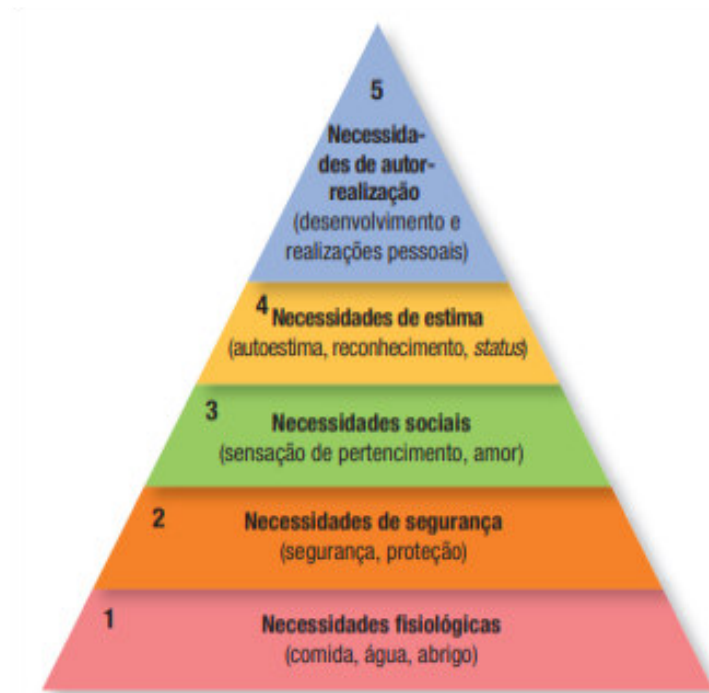 5
Necessida-
des de autor-
realização
(desenvolvimento e
realizações pessoais)
4
Necessidades de estima
(autoestima, reconhecimento, status)
3
Necessidades sociais
(sensação de pertencimento, amor)
2
Necessidades de segurança
(segurança, proteção)
1
Necessidades fisiológicas
(comida, água, abrigo)